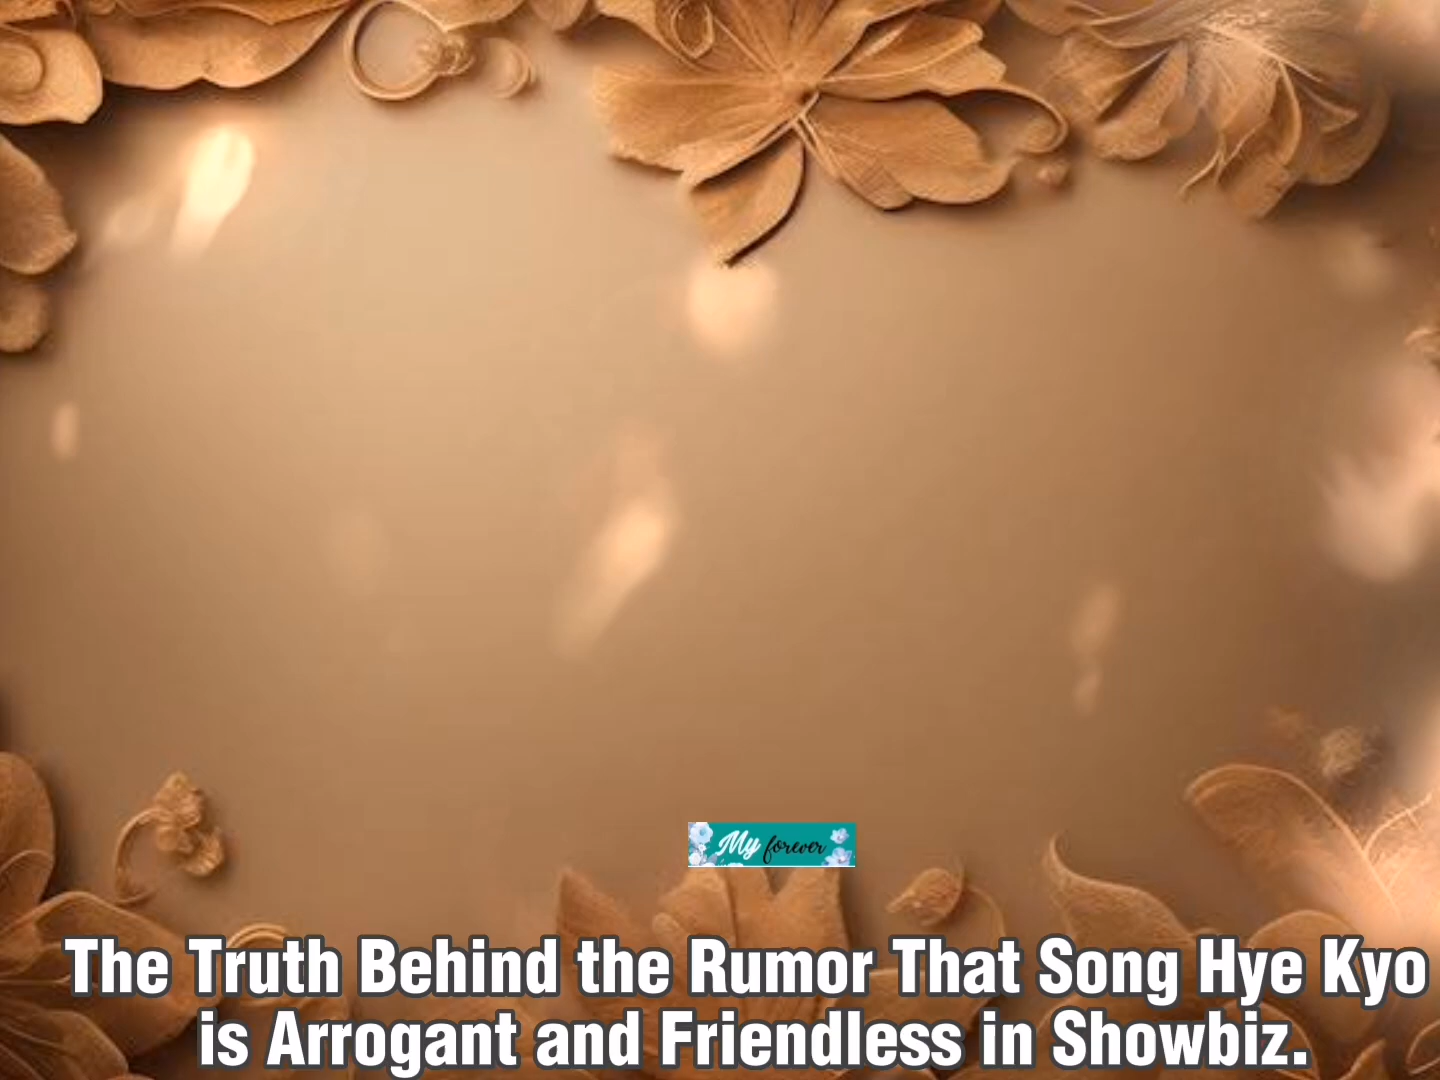 My forever
The Truth Behind the Rumor That Song Hye Kyo
is Arrogant and Friendless in Showbiz.